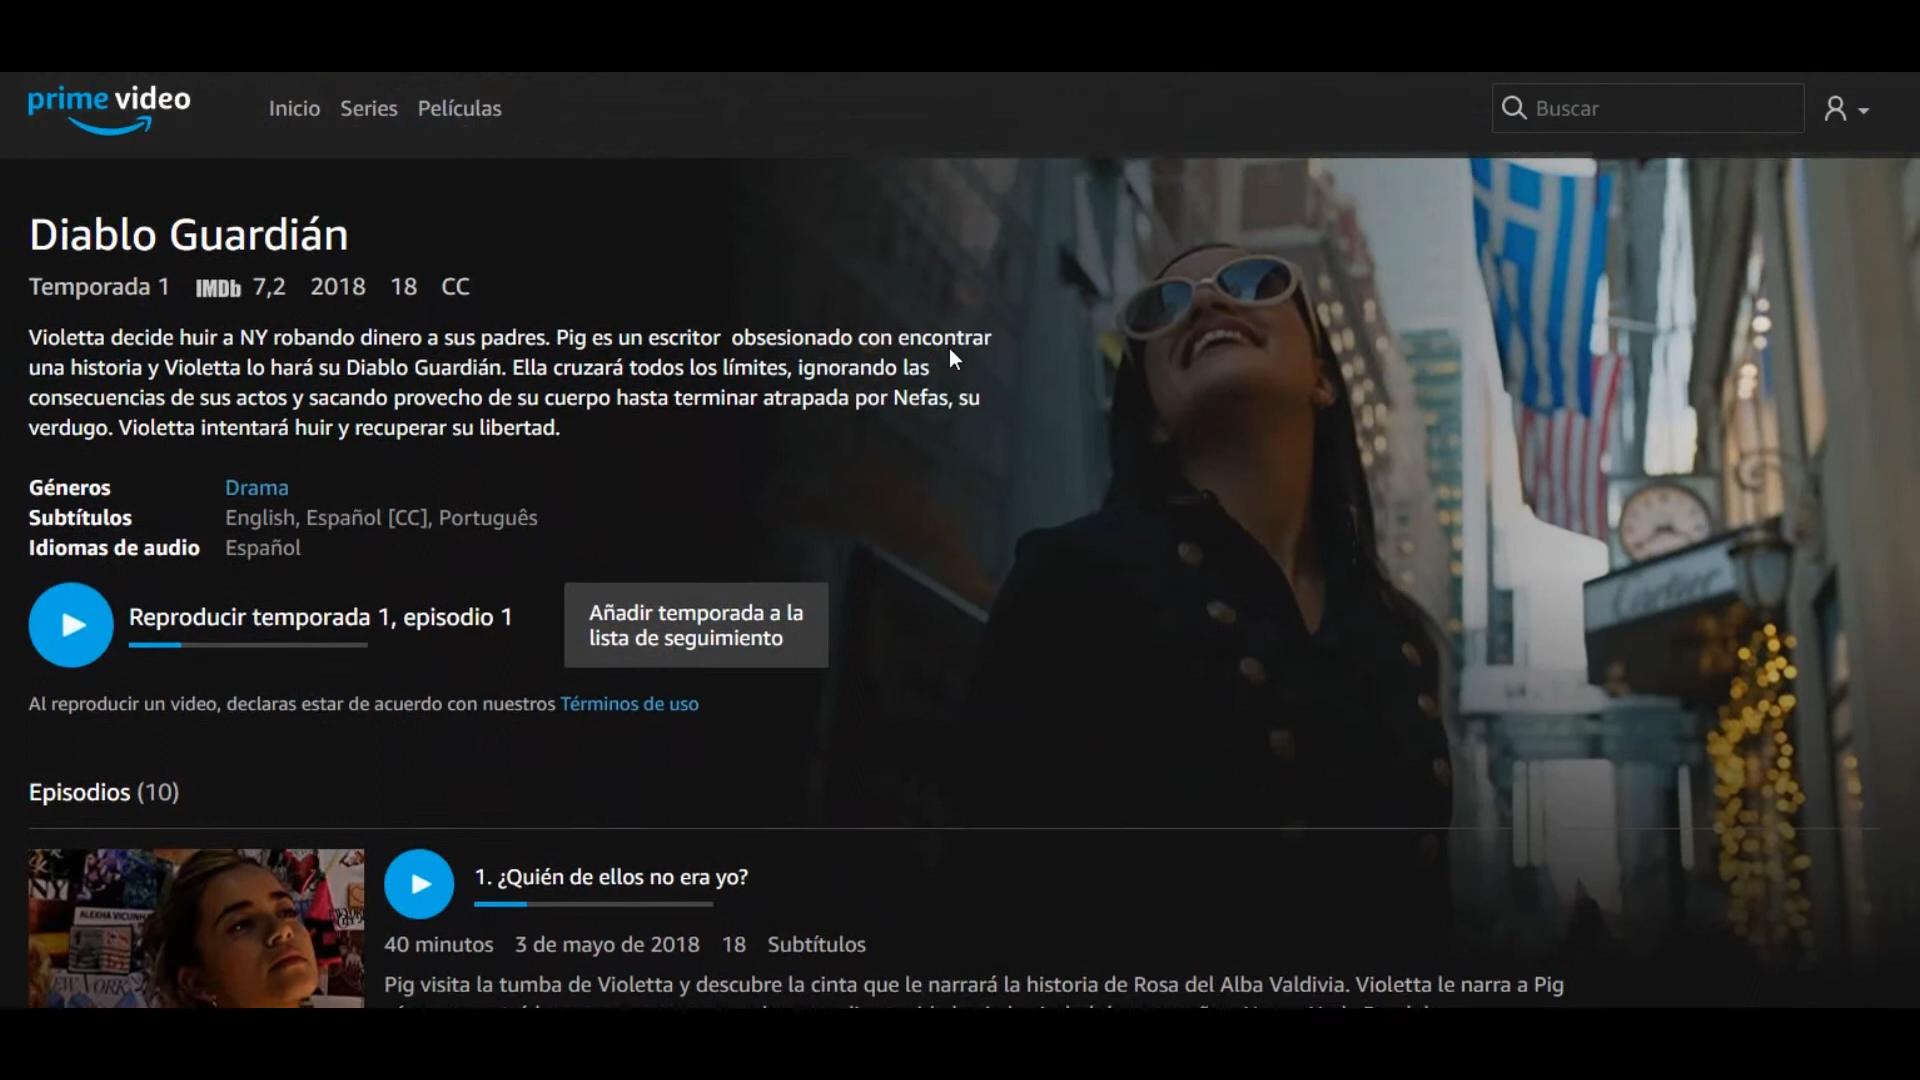 prime video
Inicio Series Películas
Buscar
Diablo Guardián
Temporada 1 IMDb 7,2 2018 18 CC
Violetta decide huir a NY robando dinero a sus padres. Pig es un escritor obsesionado con encontrar
una historia y Violetta lo hará su Diablo Guardián. Ella cruzará todos los límites, ignorando las
consecuencias de sus actos y sacando provecho de su cuerpo hasta terminar atrapada por Nefas, su
verdugo. Violetta intentará huir y recuperar su libertad.
Géneros Drama
Subtítulos English, Español [CC], Português
Idiomas de audio Español
Reproducir temporada 1, episodio 1
Añadir temporada a la
lista de seguimiento
Al reproducir un video, declaras estar de acuerdo con nuestros Términos de uso
Cartier
Episodios (10)
1. ¿Quién de ellos no era yo?
NY
40 minutos 3 de mayo de 2018 18 Subtítulos
NEW YORK
Pig visita la tumba de Violetta y descubre la cinta que le narrará la historia de Rosa del Alba Valdivia. Violetta le narra a Pig